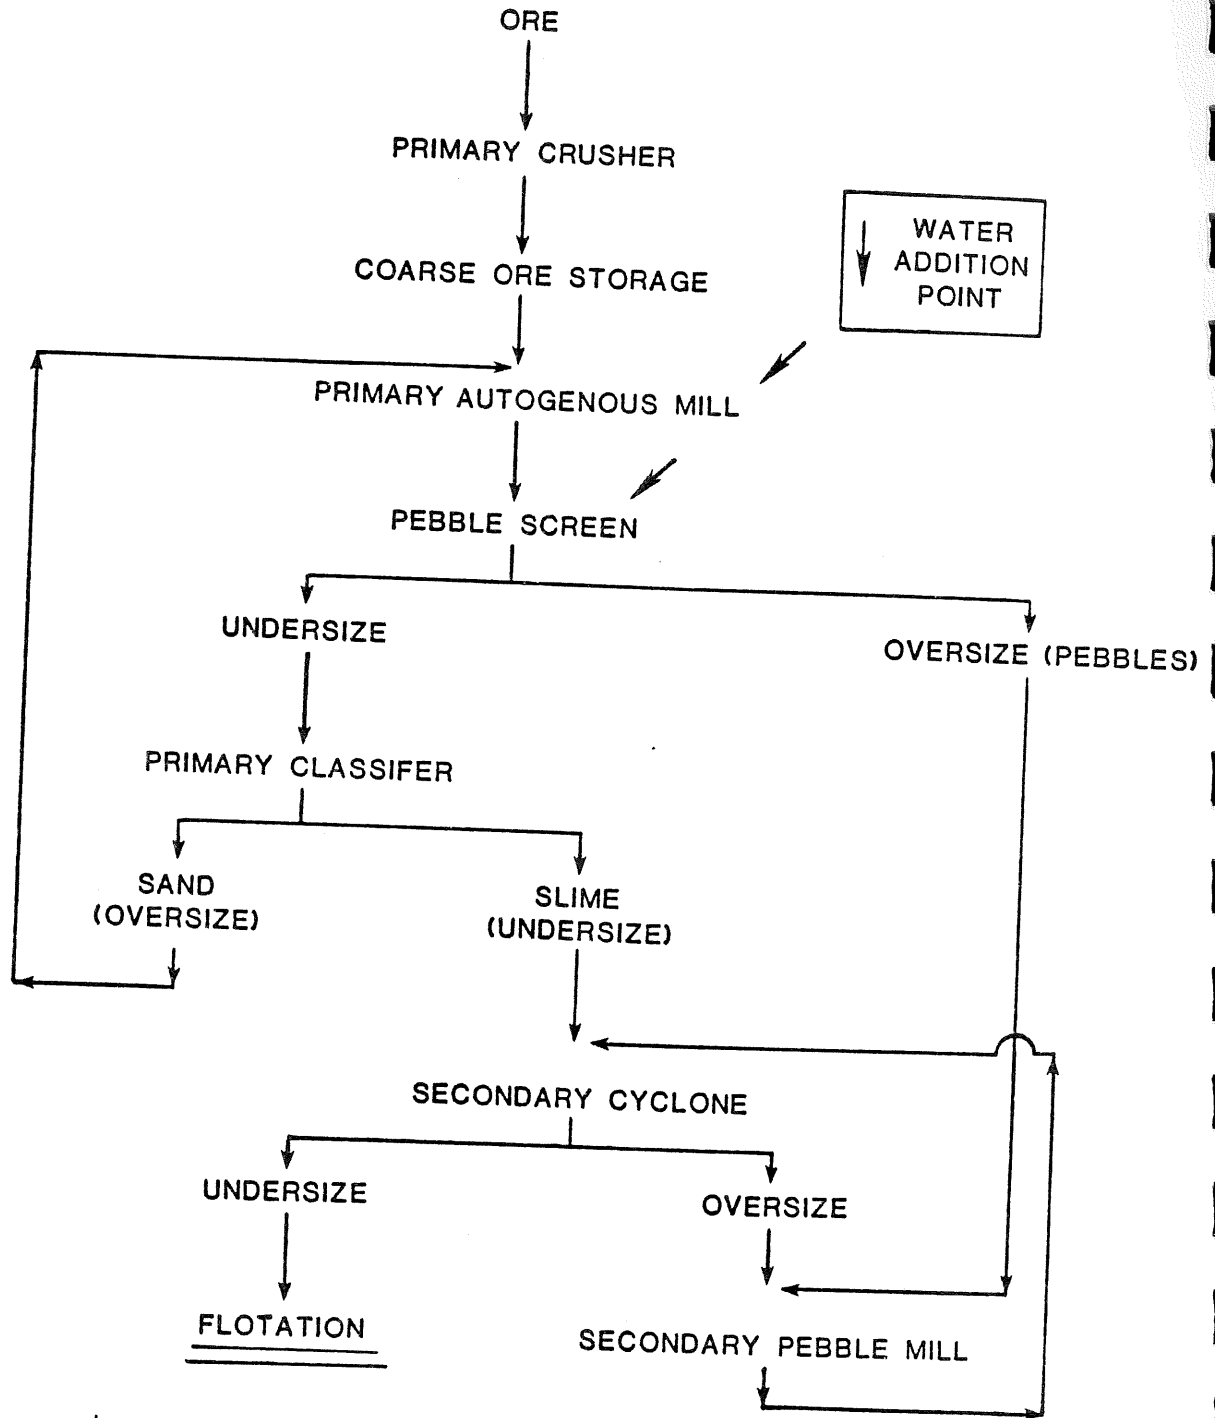 ORE
PRIMARY CRUSHER
WATER
ADDITION
POINT
COARSE ORE STORAGE
PRIMARY AUTOGENOUS MILL
PEBBLE SCREEN
UNDERSIZE
OVERSIZE (PEBBLES)
PRIMARY CLASSIFER
SAND
(OVERSIZE)
SLIME
(UNDERSIZE)
SECONDARY CYCLONE
UNDERSIZE
OVERSIZE
FLOTATION
SECONDARY PEBBLE MILL